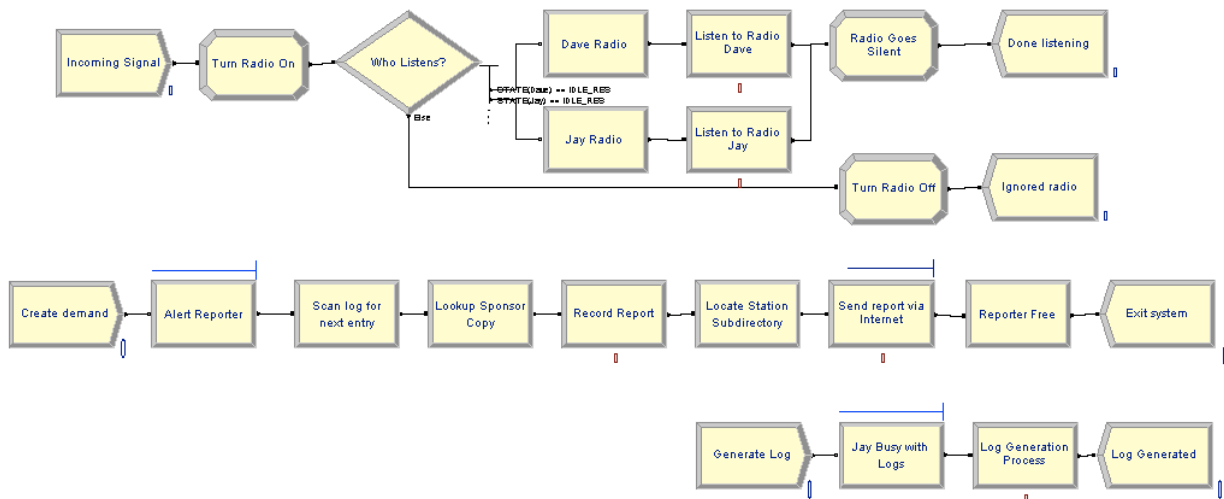 Incoming Signal
Turn Radio On
Who Listens?
STATE(Dave) == IDLE_RES
STATE(Jay) == IDLE_RES
Else
Dave Radio
Listen to Radio
Dave
Radio Goes
Silent
Done listening
Jay Radio
Listen to Radio
Jay
Turn Radio Off
Ignored radio
Create demand
Alert Reporter
Scan log for
next entry
Lookup Sponsor
Copy
Record Report
Locate Station
Subdirectory
Send report via
Internet
Reporter Free
Exit system
Generate Log
Jay Busy with
Logs
Log Generation
Process
Log Generated